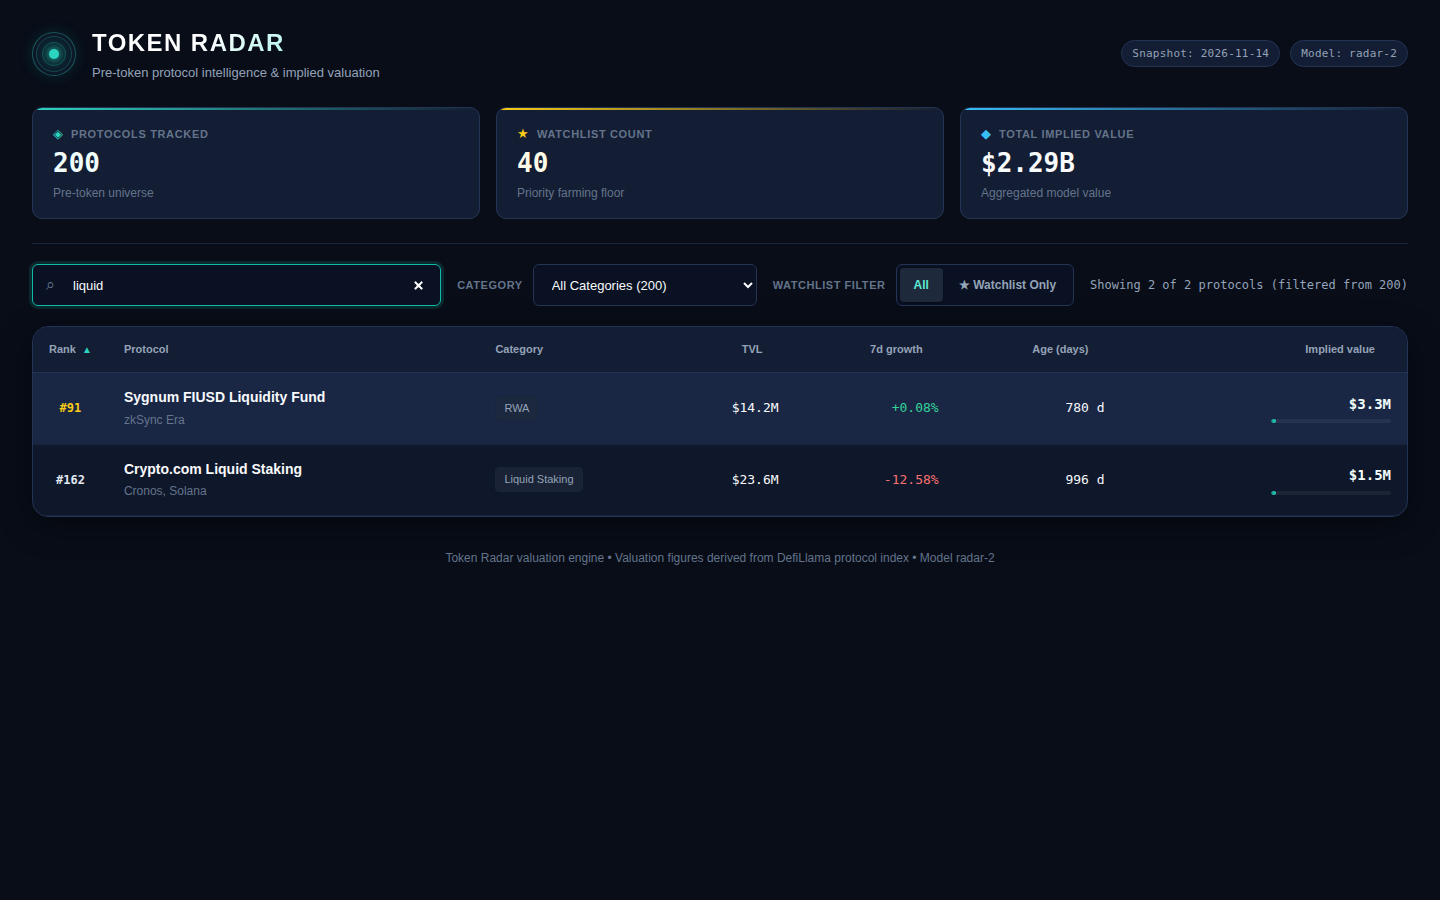 TOKEN RADAR
Pre-token protocol intelligence & implied valuation
Snapshot: 2026-11-14
Model: radar-2
◈ PROTOCOLS TRACKED
200
Pre-token universe
★ WATCHLIST COUNT
40
Priority farming floor
◆ TOTAL IMPLIED VALUE
$2.29B
Aggregated model value
liquid
CATEGORY
All Categories (200)
WATCHLIST FILTER
All
★ Watchlist Only
Showing 2 of 2 protocols (filtered from 200)
Rank ▲ Protocol Category TVL 7d growth Age (days) Implied value
#91 Sygnum FIUSD Liquidity Fund RWA $14.2M +0.08% 780 d $3.3M
zkSync Era
#162 Crypto.com Liquid Staking Liquid Staking $23.6M -12.58% 996 d $1.5M
Cronos, Solana
Token Radar valuation engine • Valuation figures derived from DefiLlama protocol index • Model radar-2